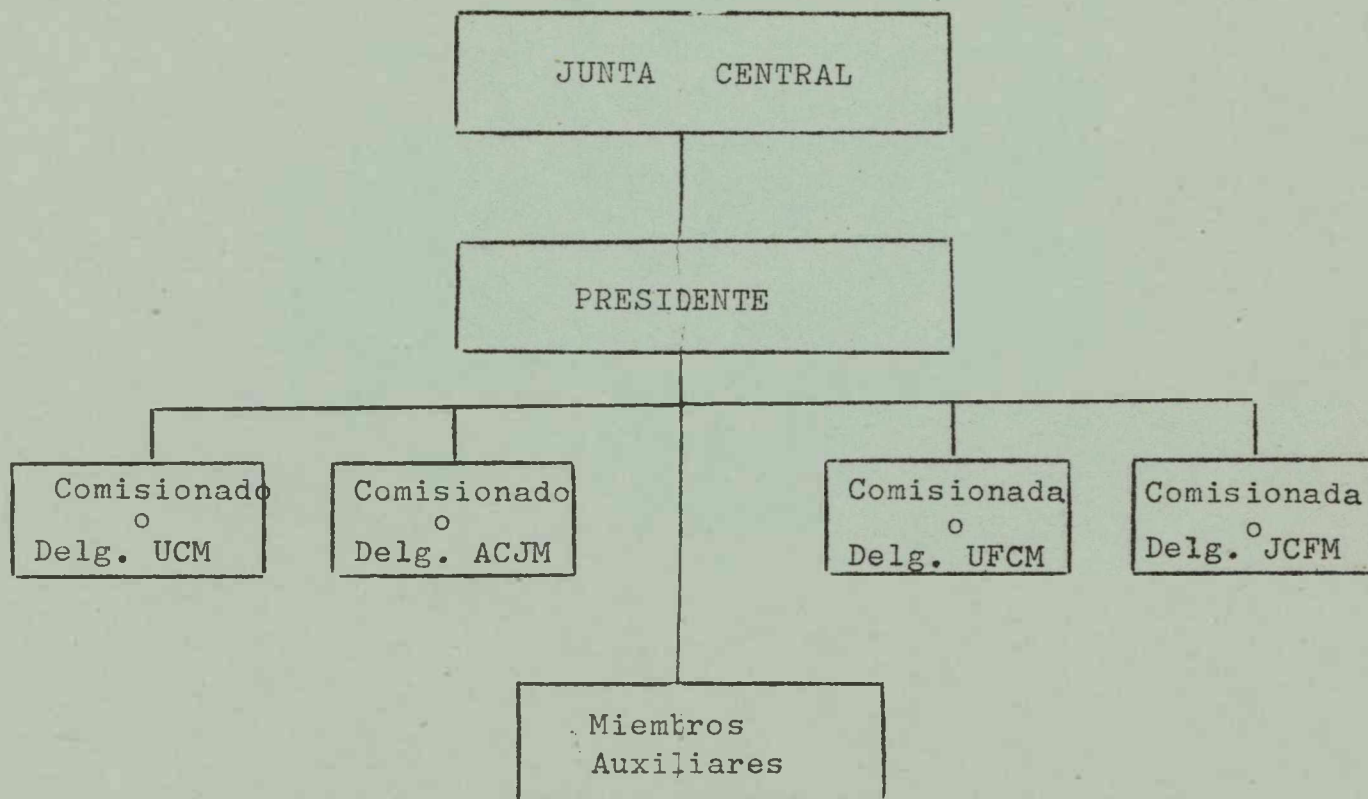 JUNTA CENTRAL
PRESIDENTE
Comisionado
o
Delg. UCM
Comisionado
o
Delg. ACJM
Comisionada
o
Delg. UFCM
Comisionada
o
Delg. JCFM
Miembros
Auxiliares